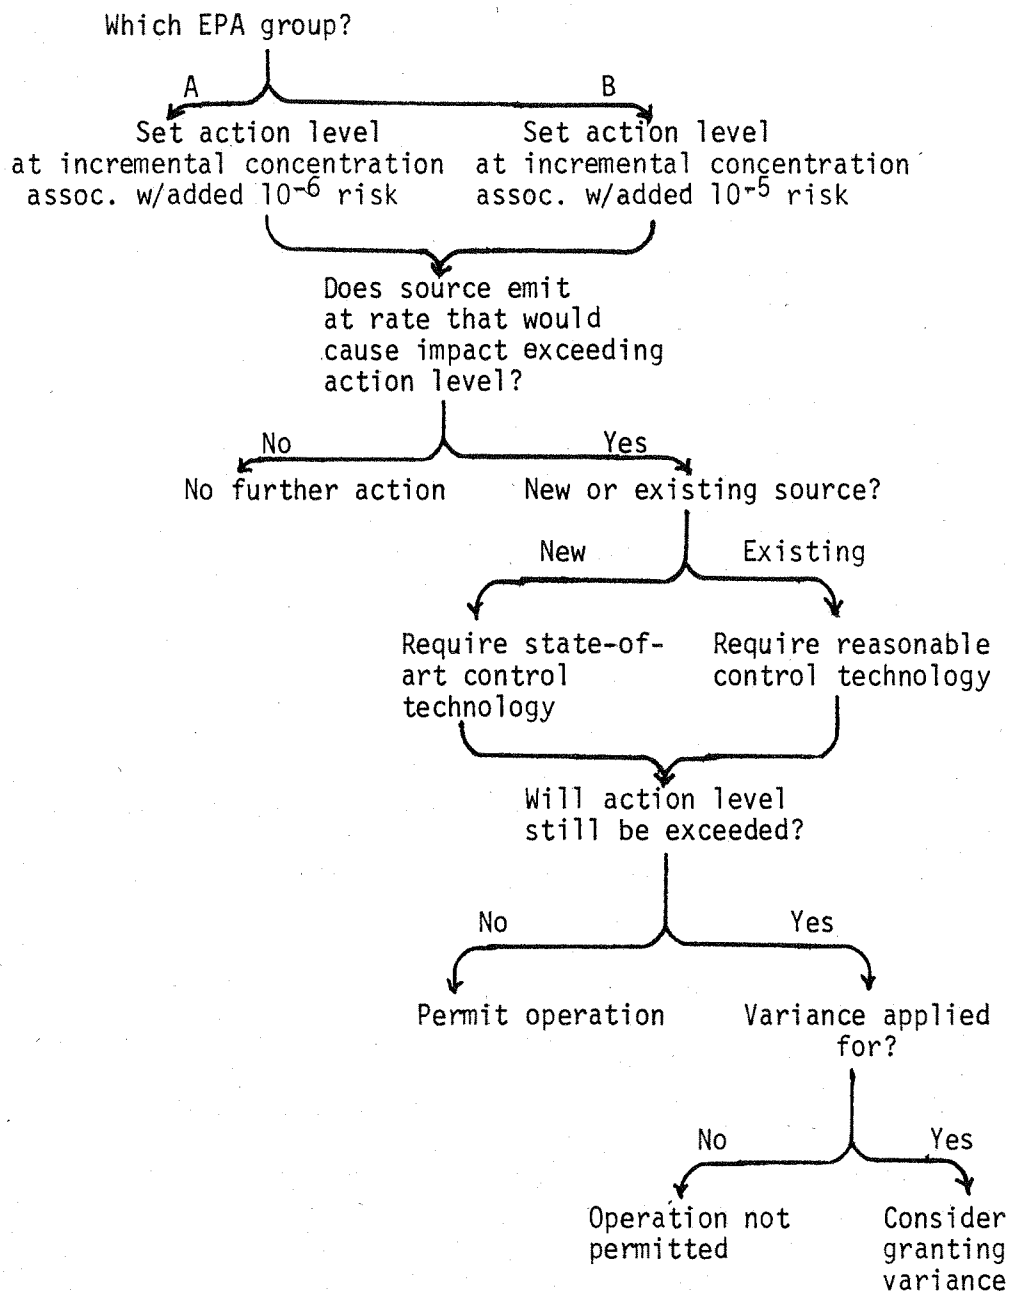 Which EPA group?
A
B
Set action level
at incremental concentration
assoc. w/added 10⁻⁶ risk
Set action level
at incremental concentration
assoc. w/added 10⁻⁵ risk
Does source emit
at rate that would
cause impact exceeding
action level?
No
Yes
No further action
New or existing source?
New
Existing
Require state-of-
art control
technology
Require reasonable
control technology
Will action level
still be exceeded?
No
Yes
Permit operation
Variance applied
for?
No
Yes
Operation not
permitted
Consider
granting
variance